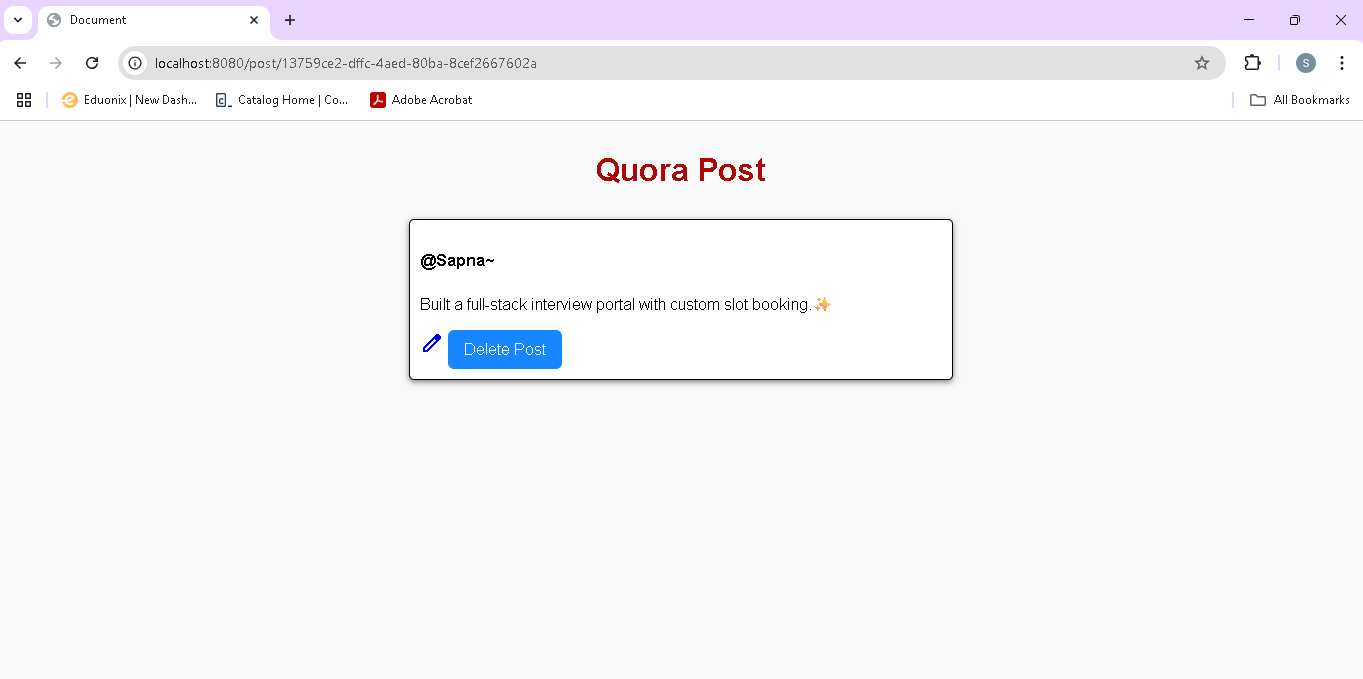 Document
localhost:8080/post/13759ce2-dffc-4aed-80ba-8cef2667602a
S
Eduonix | New Dash... Catalog Home | Co... Adobe Acrobat All Bookmarks
Quora Post
@Sapna~
Built a full-stack interview portal with custom slot booking.✨
Delete Post